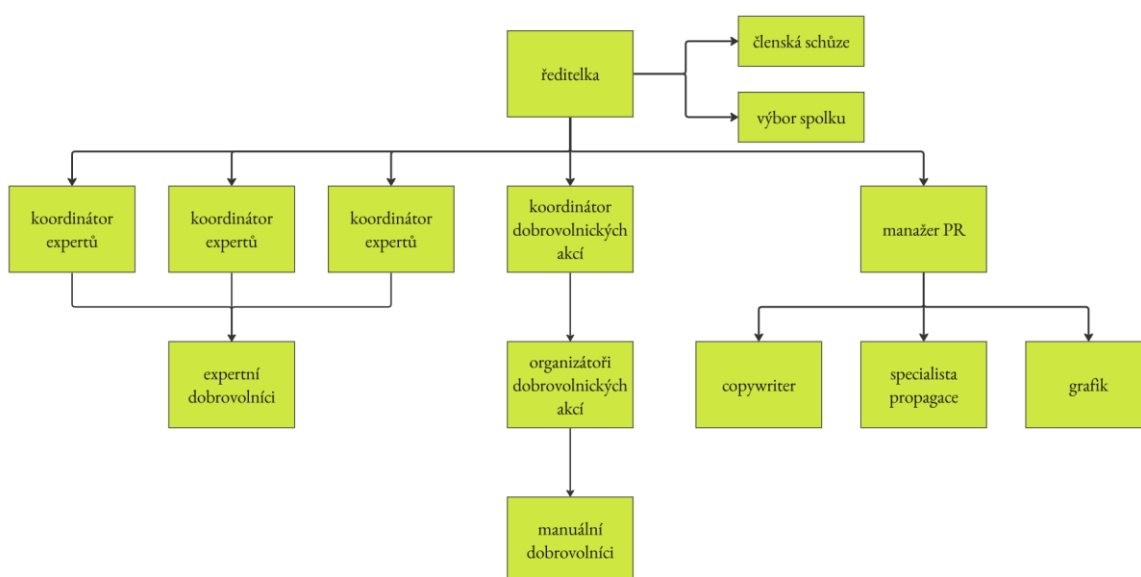 členská schůze
ředitelka
výbor spolku
koordinátor
expertů
koordinátor
expertů
koordinátor
expertů
koordinátor
dobrovolnických
akcí
manažer PR
expertní
dobrovolníci
organizátoři
dobrovolnických
akcí
copywriter
specialista
propagace
grafik
manuální
dobrovolníci